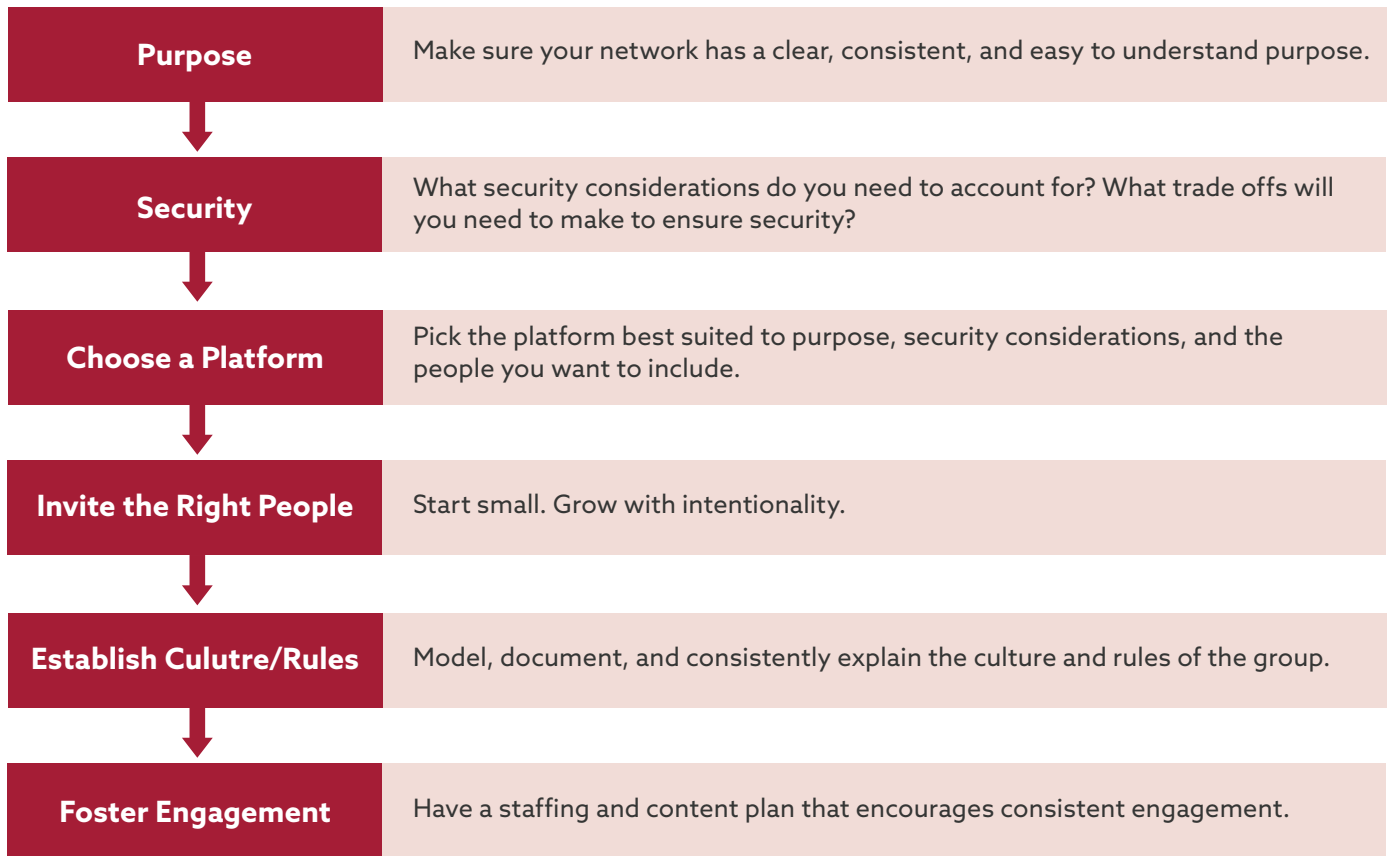 Purpose
Make sure your network has a clear, consistent, and easy to understand purpose.
Security
What security considerations do you need to account for? What trade offs will
you need to make to ensure security?
Choose a Platform
Pick the platform best suited to purpose, security considerations, and the
people you want to include.
Invite the Right People
Start small. Grow with intentionality.
Establish Culutre/Rules
Model, document, and consistently explain the culture and rules of the group.
Foster Engagement
Have a staffing and content plan that encourages consistent engagement.